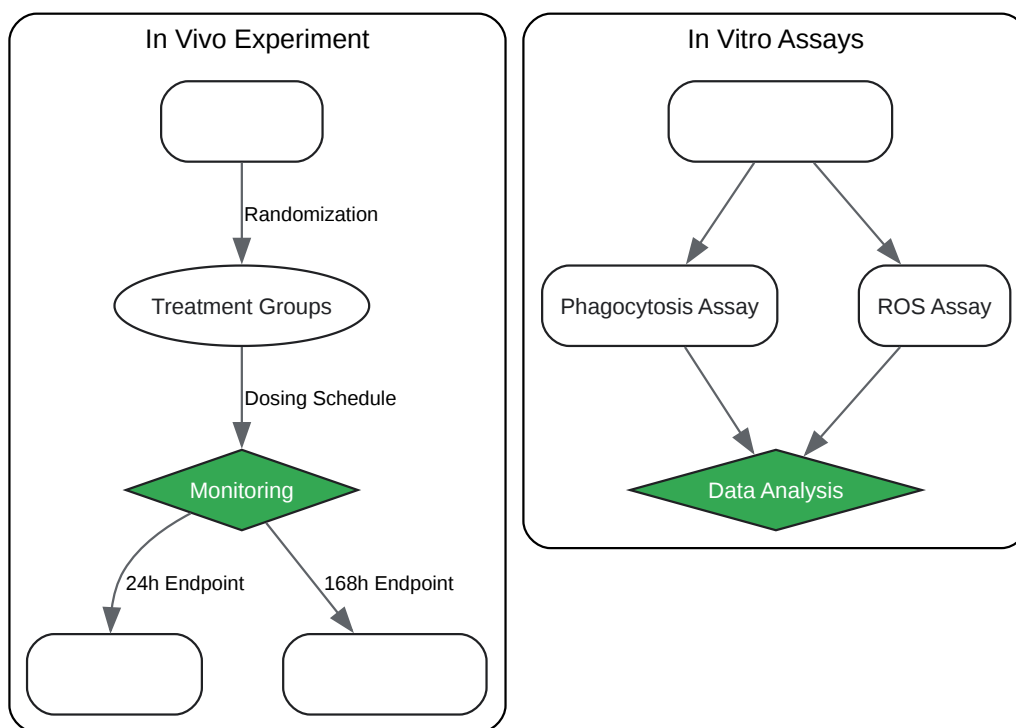 In Vivo Experiment
Randomization
Treatment Groups
Dosing Schedule
Monitoring
24h Endpoint
168h Endpoint
In Vitro Assays
Phagocytosis Assay
ROS Assay
Data Analysis